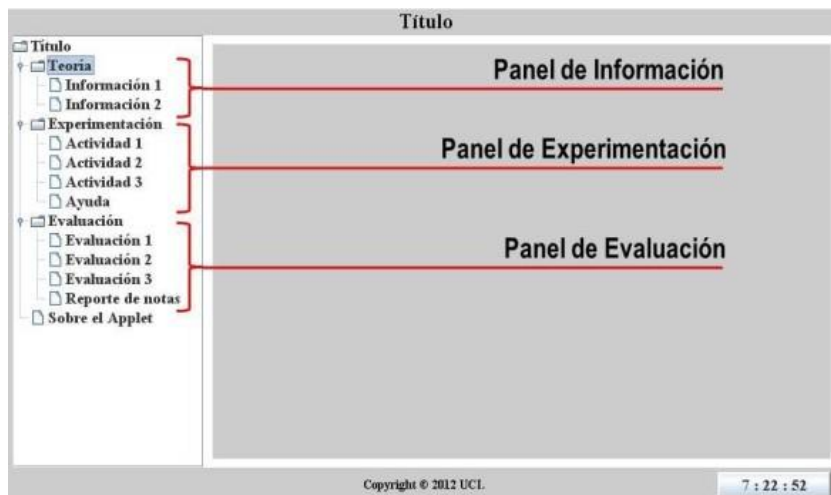 Título
Título
Teoría
Información 1
Información 2
Experimentación
Actividad 1
Actividad 2
Actividad 3
Ayuda
Evaluación
Evaluación 1
Evaluación 2
Evaluación 3
Reporte de notas
Sobre el Applet
Panel de Información
Panel de Experimentación
Panel de Evaluación
Copyright © 2012 UCI.
7 : 22 : 52